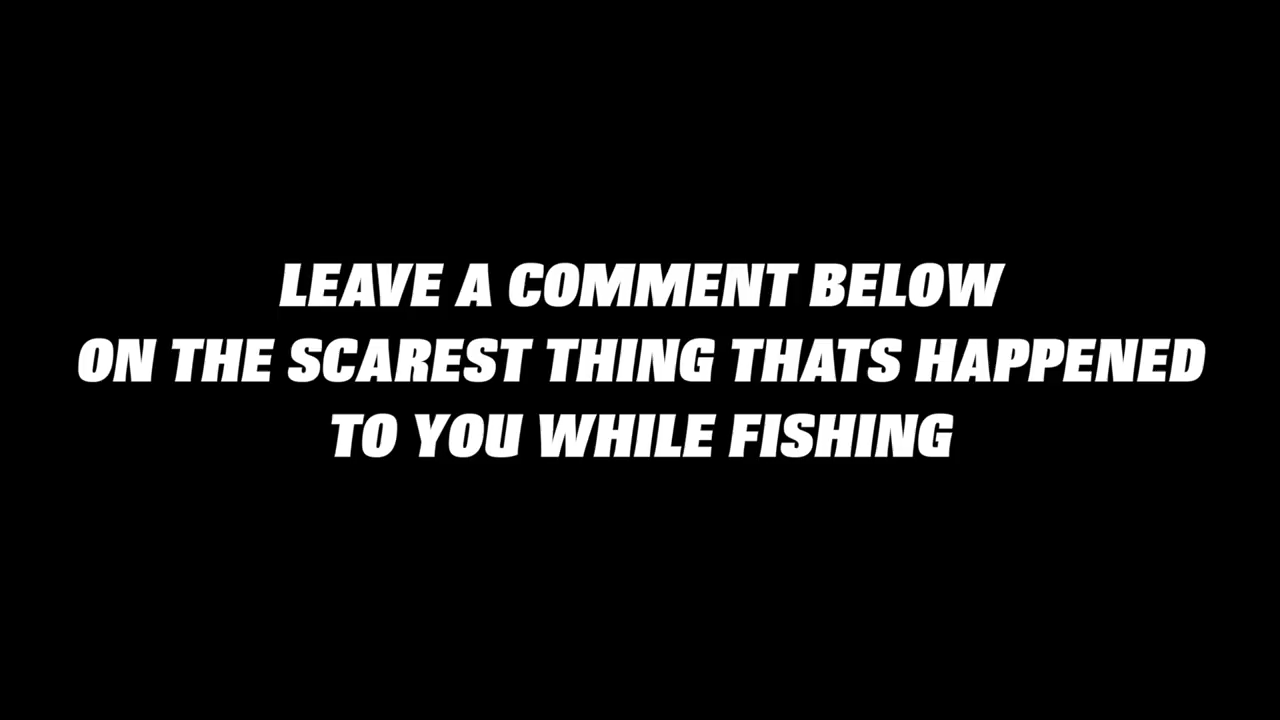 LEAVE A COMMENT BELOW
ON THE SCAREST THING THATS HAPPENED
TO YOU WHILE FISHING